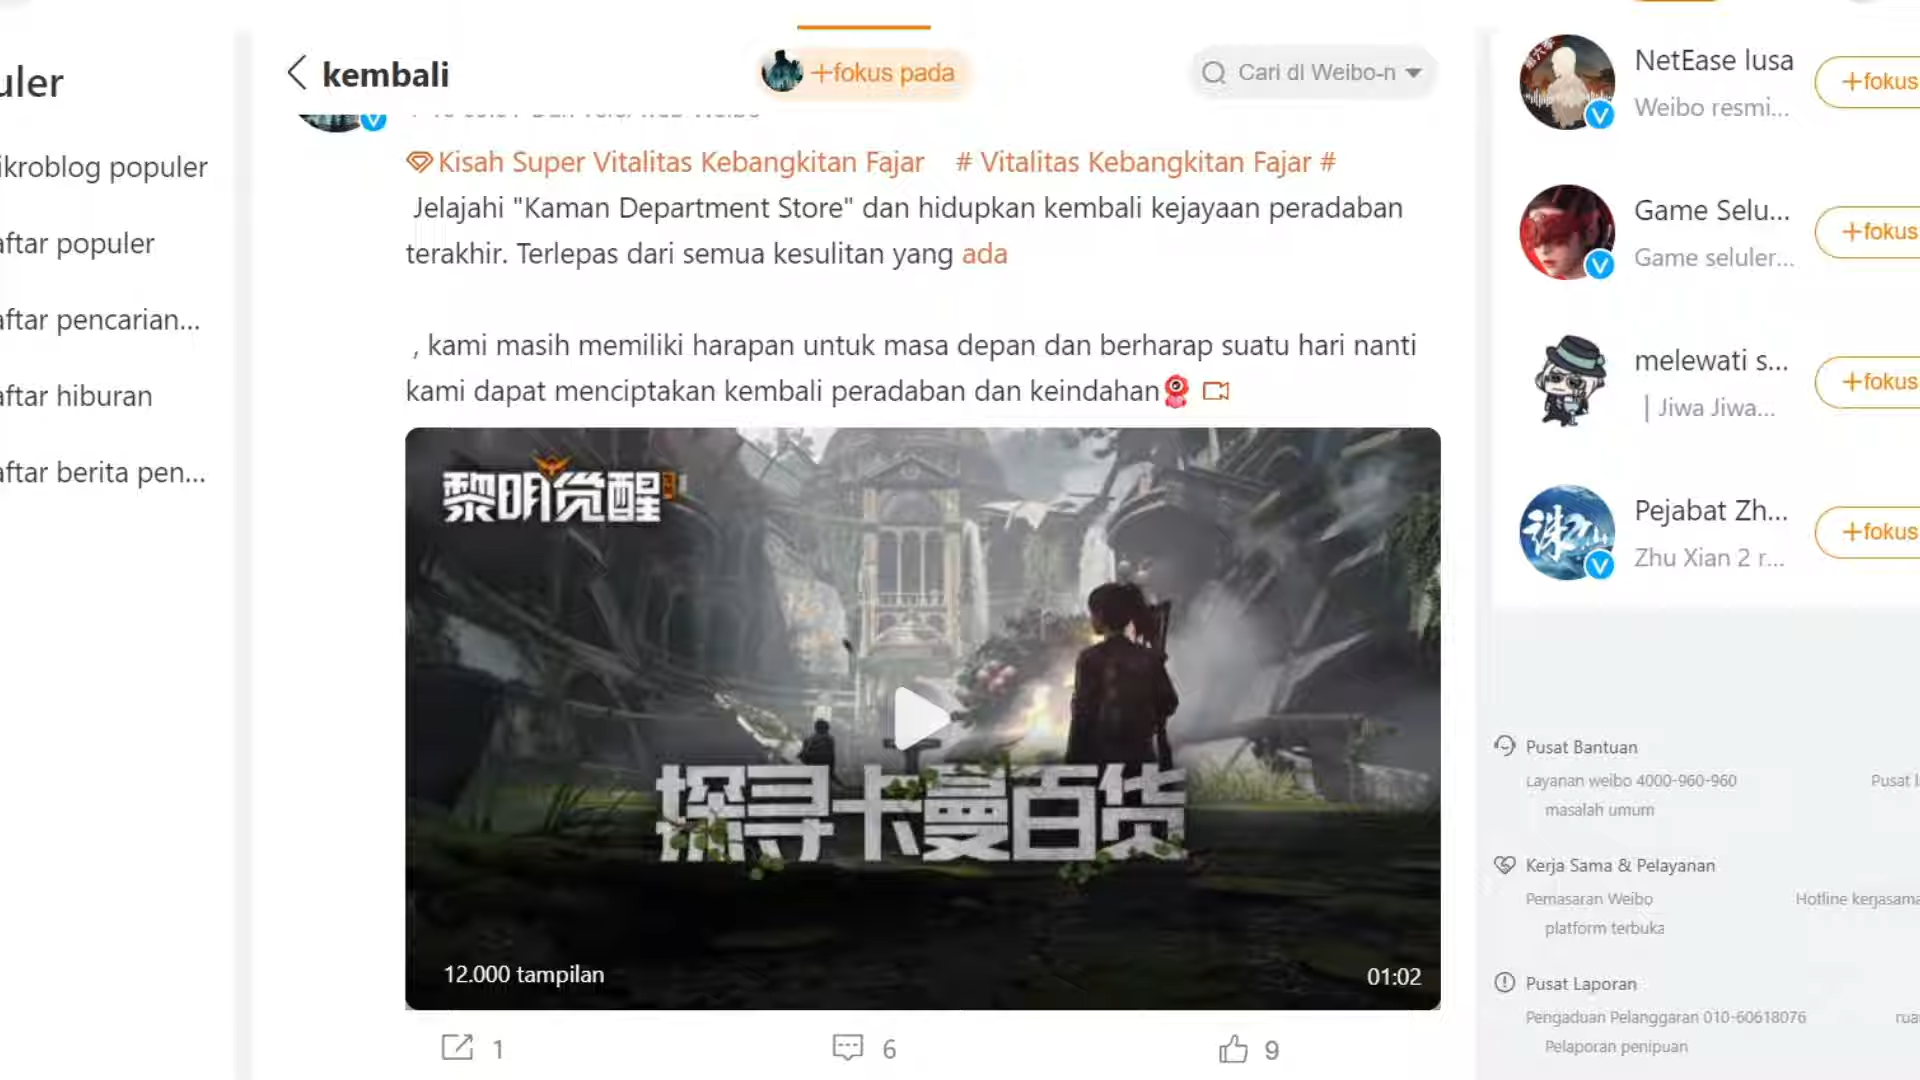 uler
ikroblog populer
aftar populer
aftar pencarian...
aftar hiburan
aftar berita pen...
kembali
+fokus pada
Cari di Weibo-n
Kisah Super Vitalitas Kebangkitan Fajar # Vitalitas Kebangkitan Fajar #
Jelajahi "Kaman Department Store" dan hidupkan kembali kejayaan peradaban
terakhir. Terlepas dari semua kesulitan yang ada
, kami masih memiliki harapan untuk masa depan dan berharap suatu hari nanti
kami dapat menciptakan kembali peradaban dan keindahan
黎明觉醒
探寻卡曼百货
12.000 tampilan
01:02
1
6
9
NetEase lusa
Weibo resmi...
+fokus
Game Selu...
Game seluler...
+fokus
melewati s...
| Jiwa Jiwa...
+fokus
诛仙
Pejabat Zh...
Zhu Xian 2 r...
+fokus
Pusat Bantuan
Layanan weibo 4000-960-960
Pusat l
masalah umum
Kerja Sama & Pelayanan
Pemasaran Weibo
Hotline kerjasama
platform terbuka
Pusat Laporan
Pengaduan Pelanggaran 010-60618076
rua
Pelaporan penipuan